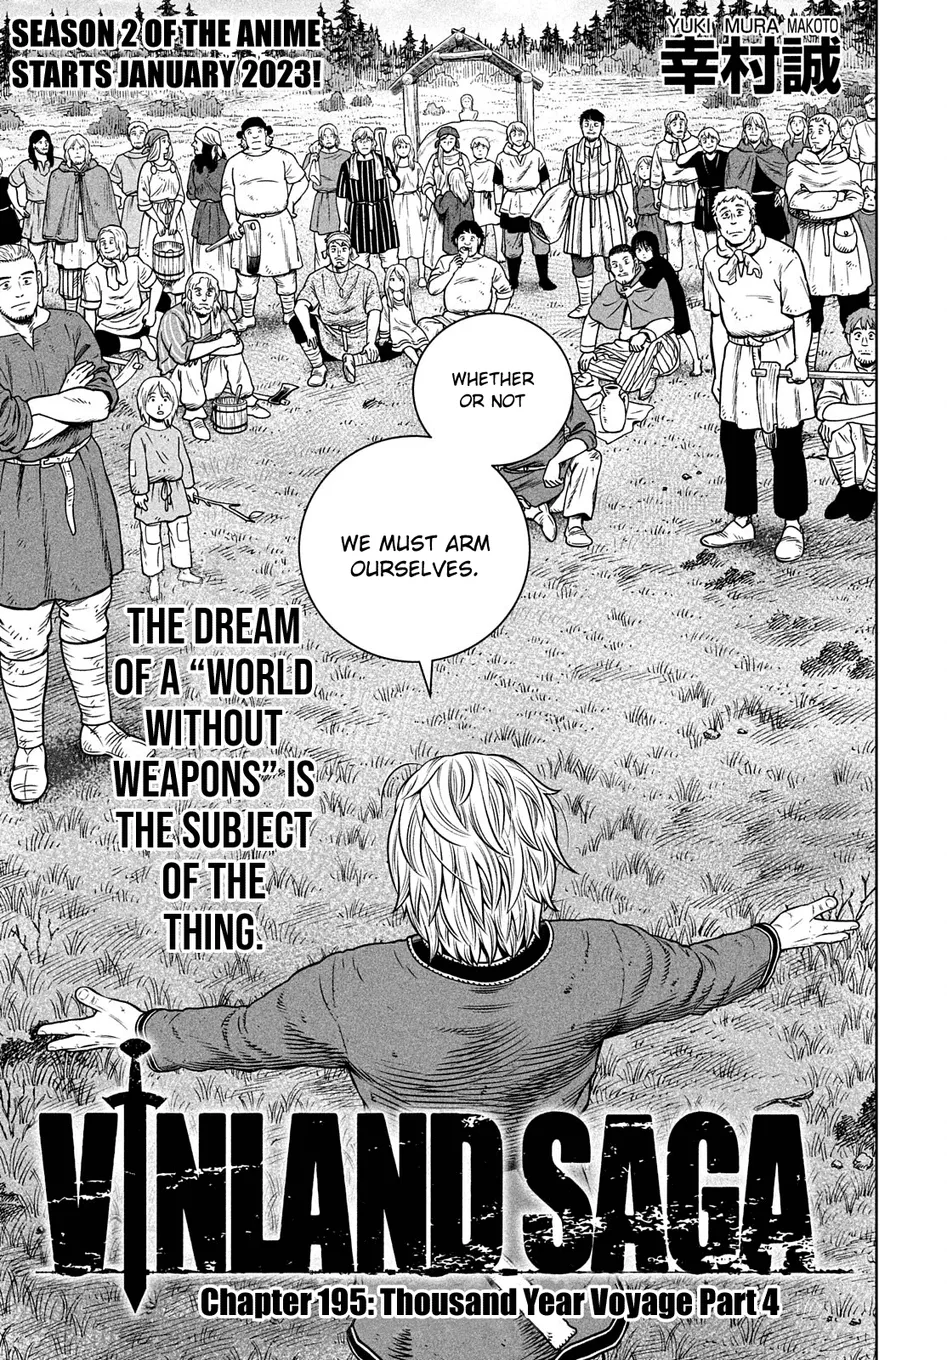 SEASON 2 OF THE ANIME
STARTS JANUARY 2023!
YUKI MURA MAKOTO
幸村誠
WHETHER
OR NOT
WE MUST ARM
OURSELVES.
THE DREAM
OF A “WORLD
WITHOUT
WEAPONS” IS
THE SUBJECT
OF THE
THING.
VINLAND SAGA
Chapter 195: Thousand Year Voyage Part 4